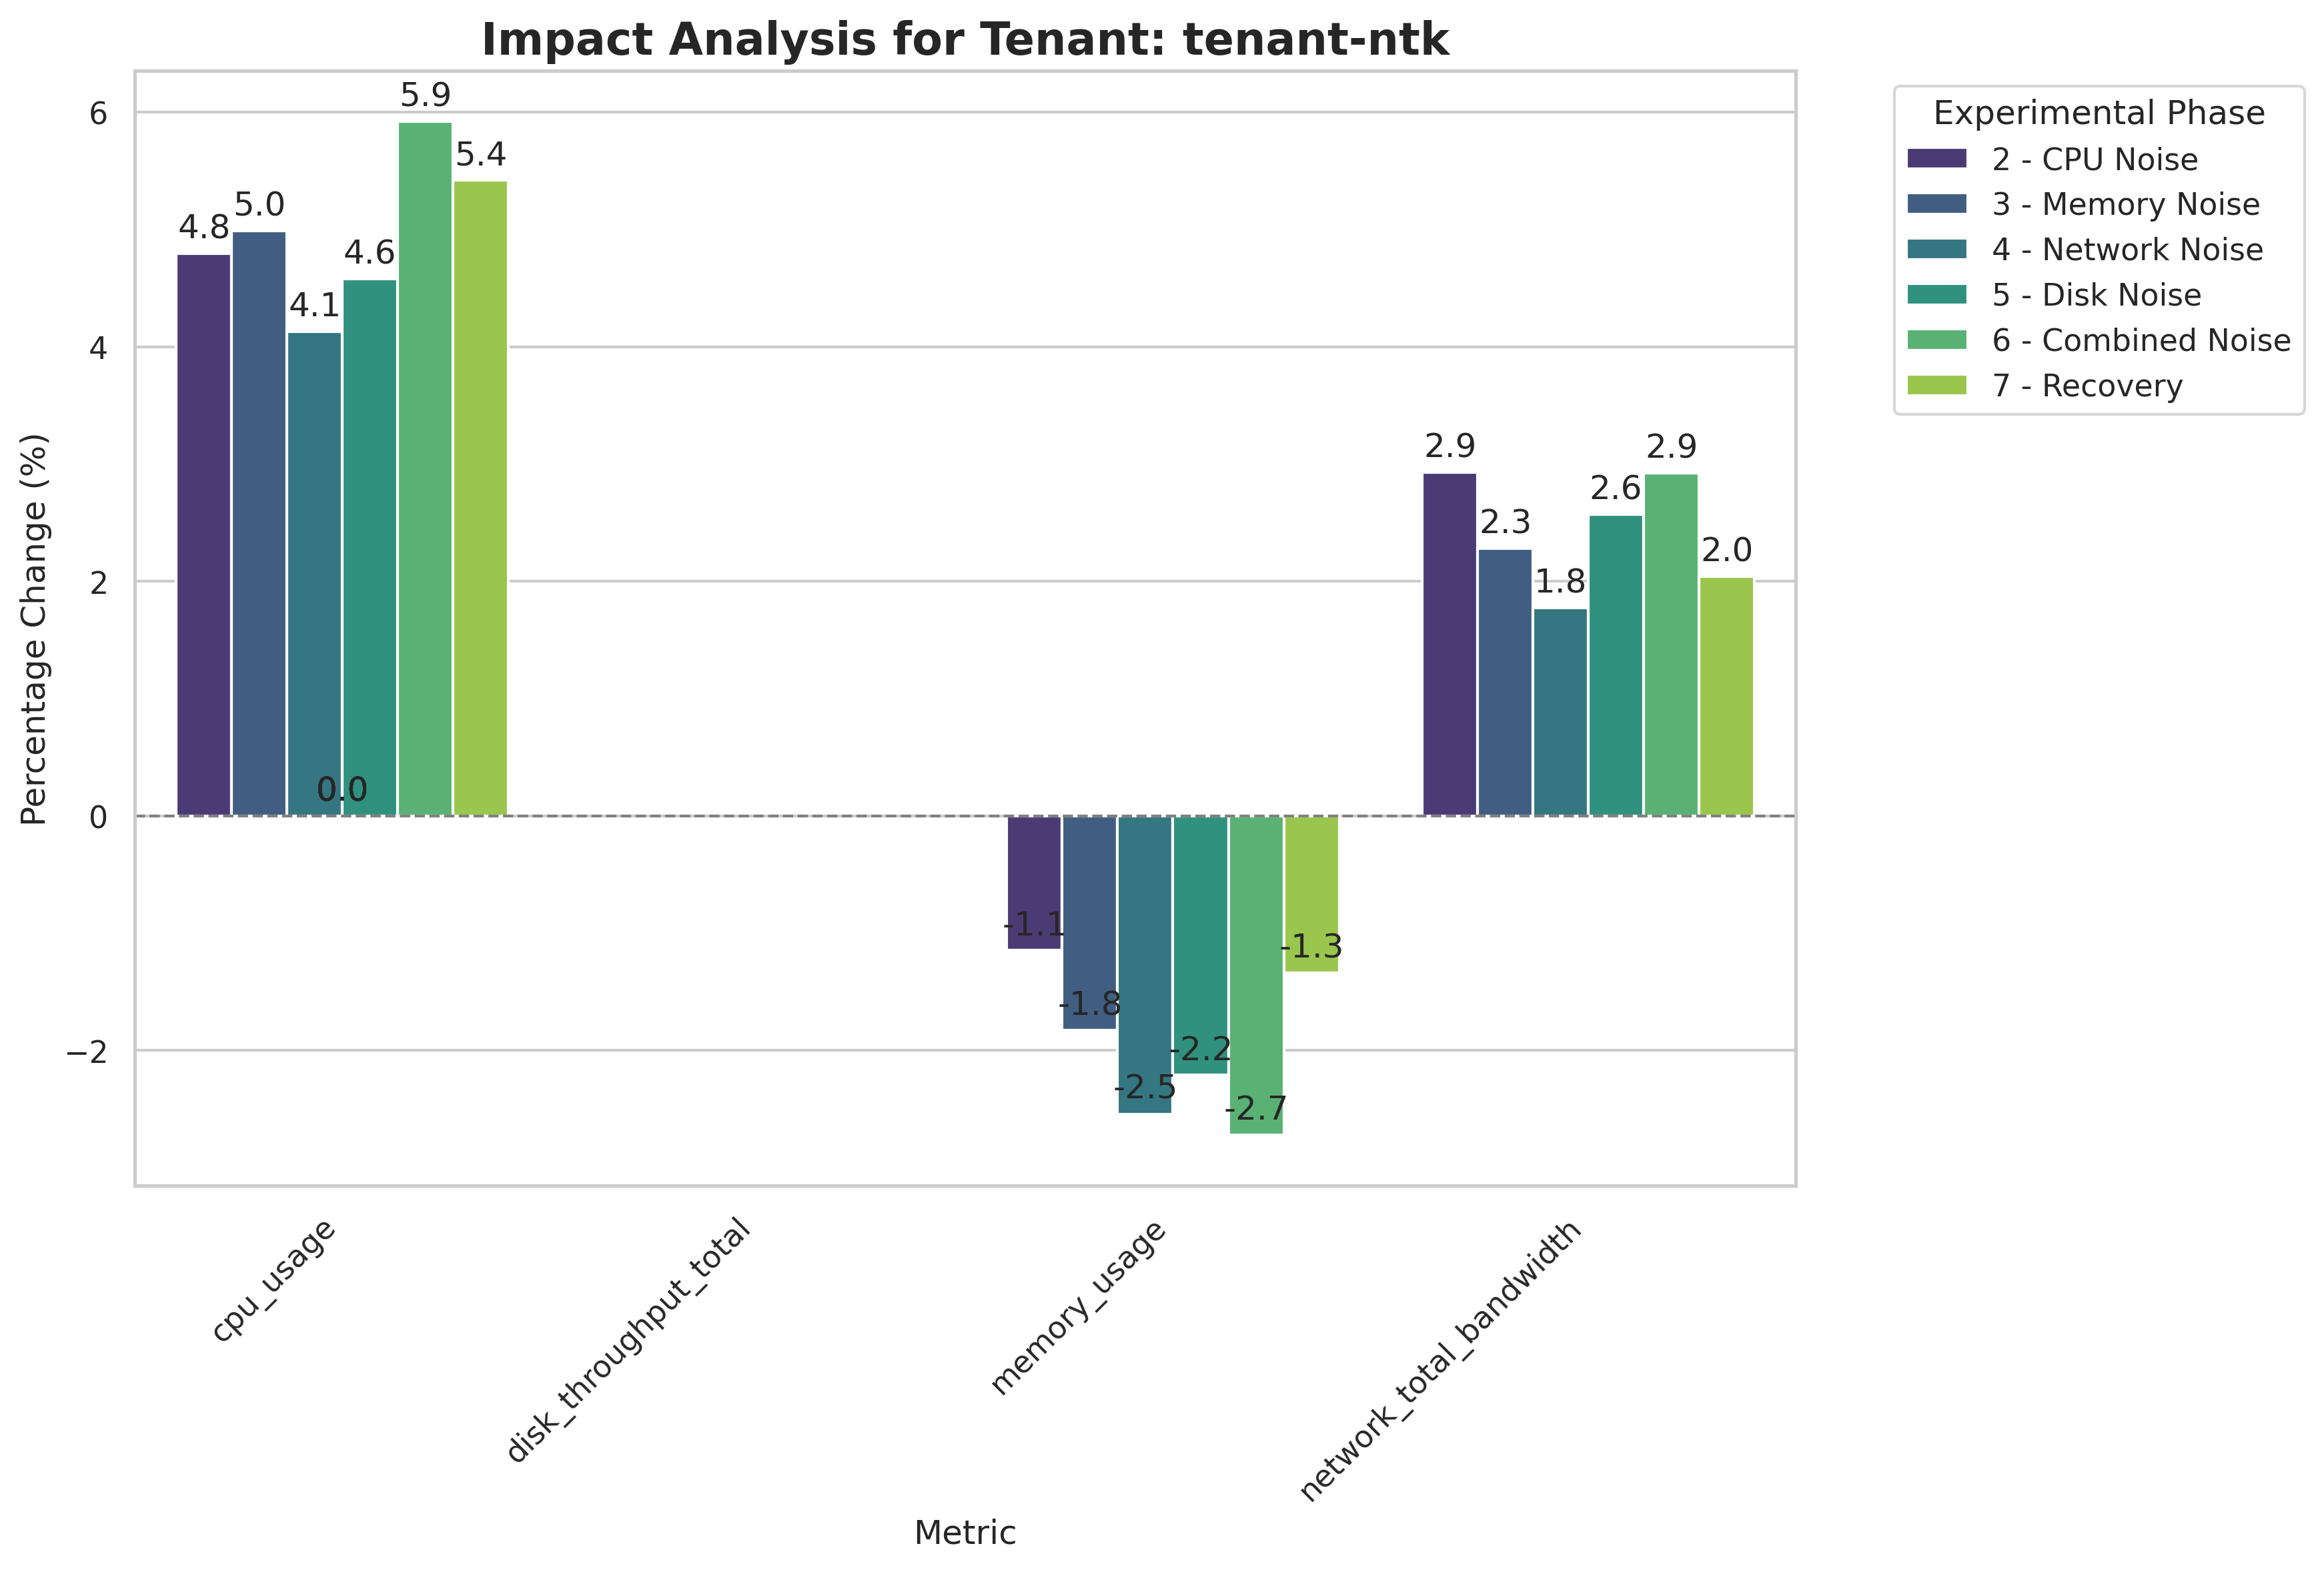 Impact Analysis for Tenant: tenant-ntk
Percentage Change (%)
6
4
2
0
−2
4.8
5.0
4.1
4.6
5.9
5.4
0.0
-1.1
-1.8
-2.5
-2.2
-2.7
-1.3
2.9
2.3
1.8
2.6
2.9
2.0
cpu_usage
disk_throughput_total
memory_usage
network_total_bandwidth
Metric
Experimental Phase
2 - CPU Noise
3 - Memory Noise
4 - Network Noise
5 - Disk Noise
6 - Combined Noise
7 - Recovery